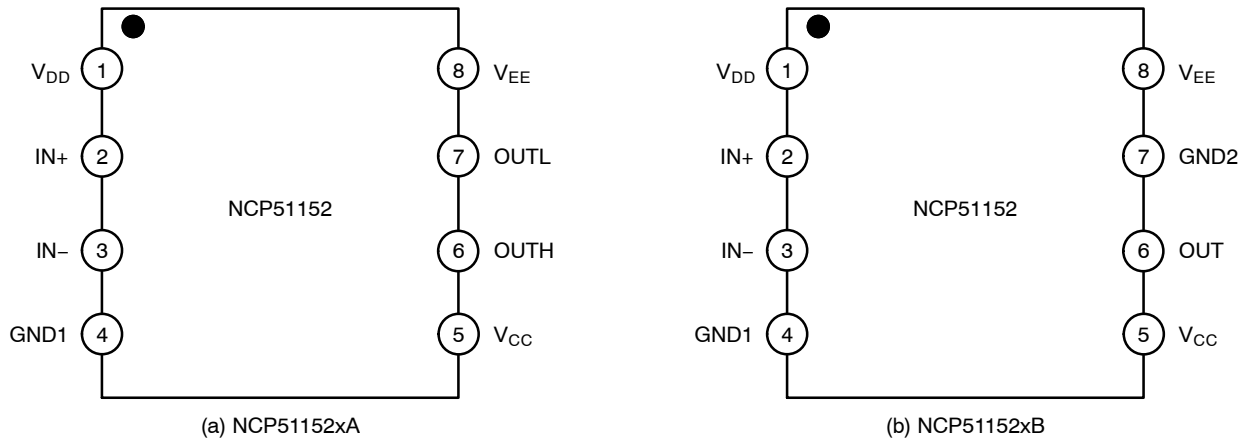 V_DD 1 8 V_EE
IN+ 2 7 OUTL
NCP51152
IN− 3 6 OUTH
GND1 4 5 V_CC
(a) NCP51152xA
V_DD 1 8 V_EE
IN+ 2 7 GND2
NCP51152
IN− 3 6 OUT
GND1 4 5 V_CC
(b) NCP51152xB